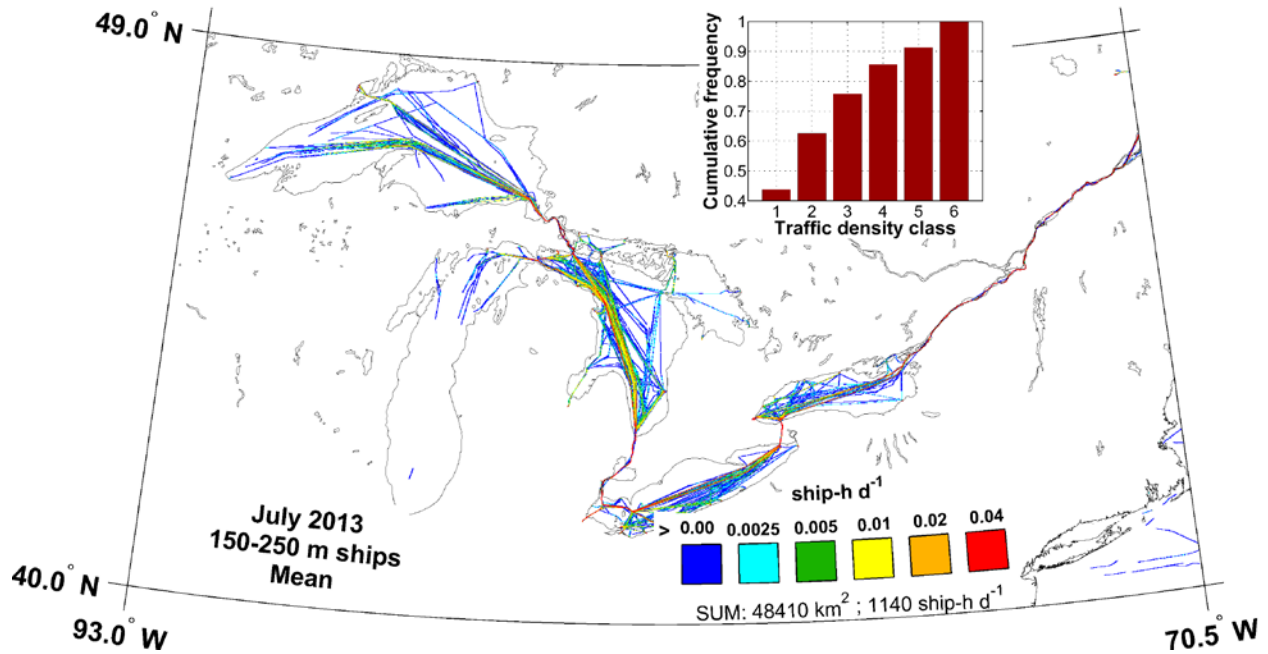 49.0° N
1
0.9
0.8
0.7
0.6
0.5
0.4
Cumulative frequency
1 2 3 4 5 6
Traffic density class
July 2013
150-250 m ships
Mean
ship-h d⁻¹
> 0.00 0.0025 0.005 0.01 0.02 0.04
SUM: 48410 km² ; 1140 ship-h d⁻¹
40.0° N
93.0° W
70.5° W